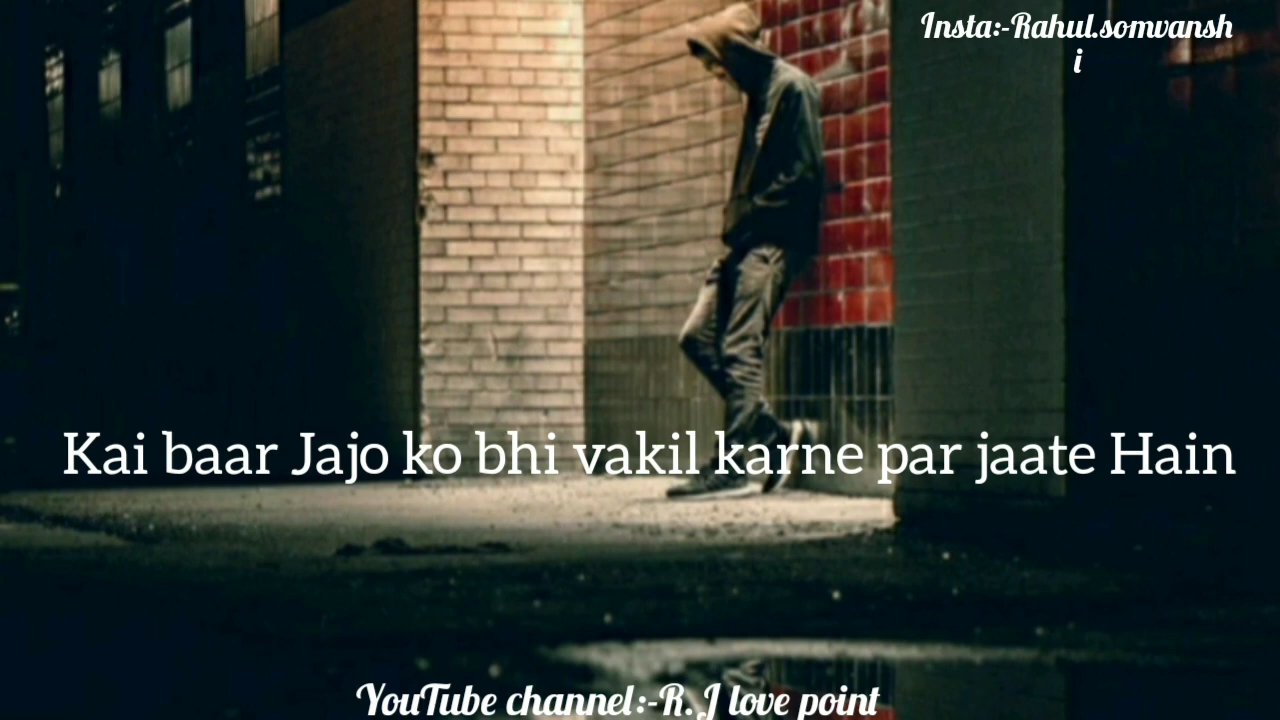 Insta:-Rahul.somvansh
i
Kai baar Jajo ko bhi vakil karne par jaate Hain
YouTube channel:-R.J love point